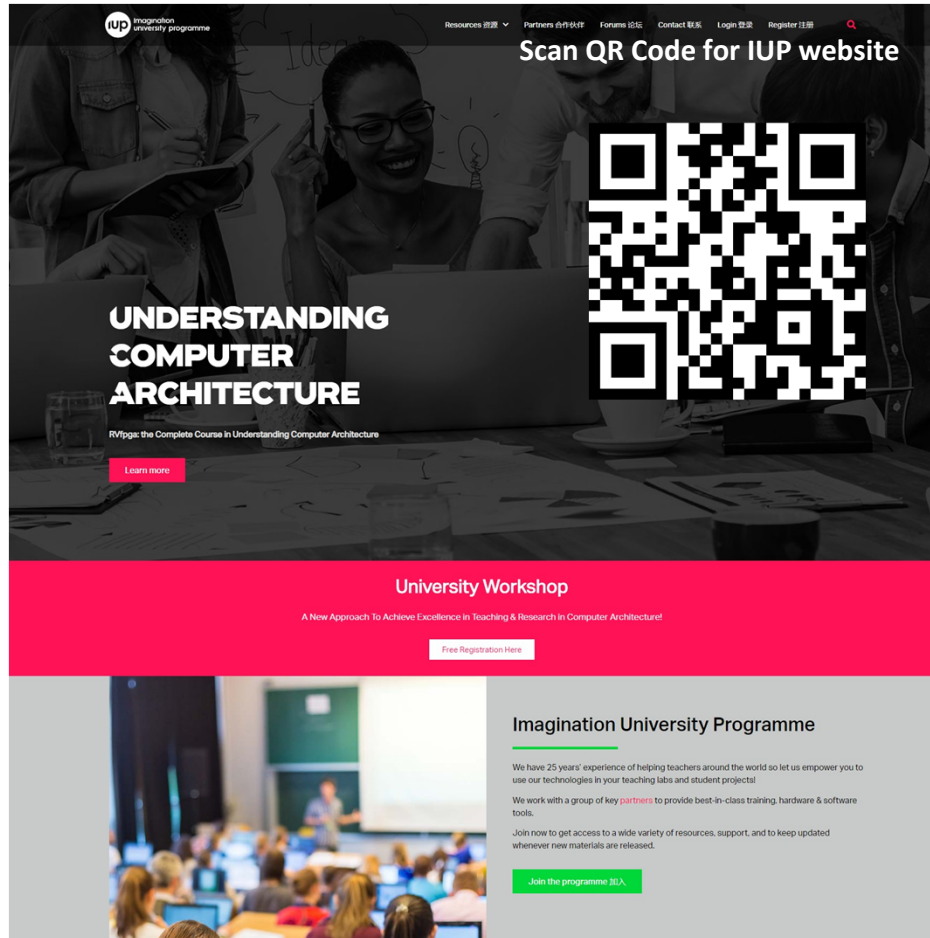 iup
Imagination
university programme
Resources 资源
Partners 合作伙伴
Forums 论坛
Contact 联系
Login 登录
Register 注册
Scan QR Code for IUP website
Idea
UNDERSTANDING
COMPUTER
ARCHITECTURE
RVfpga: the Complete Course in Understanding Computer Architecture
Learn more
University Workshop
A New Approach To Achieve Excellence in Teaching & Research in Computer Architecture!
Free Registration Here
Imagination University Programme
We have 25 years' experience of helping teachers around the world so let us empower you to
use our technologies in your teaching labs and student projects!
We work with a group of key partners to provide best-in-class training, hardware & software
tools.
Join now to get access to a wide variety of resources, support, and to keep updated
whenever new materials are released.
Join the programme 加入